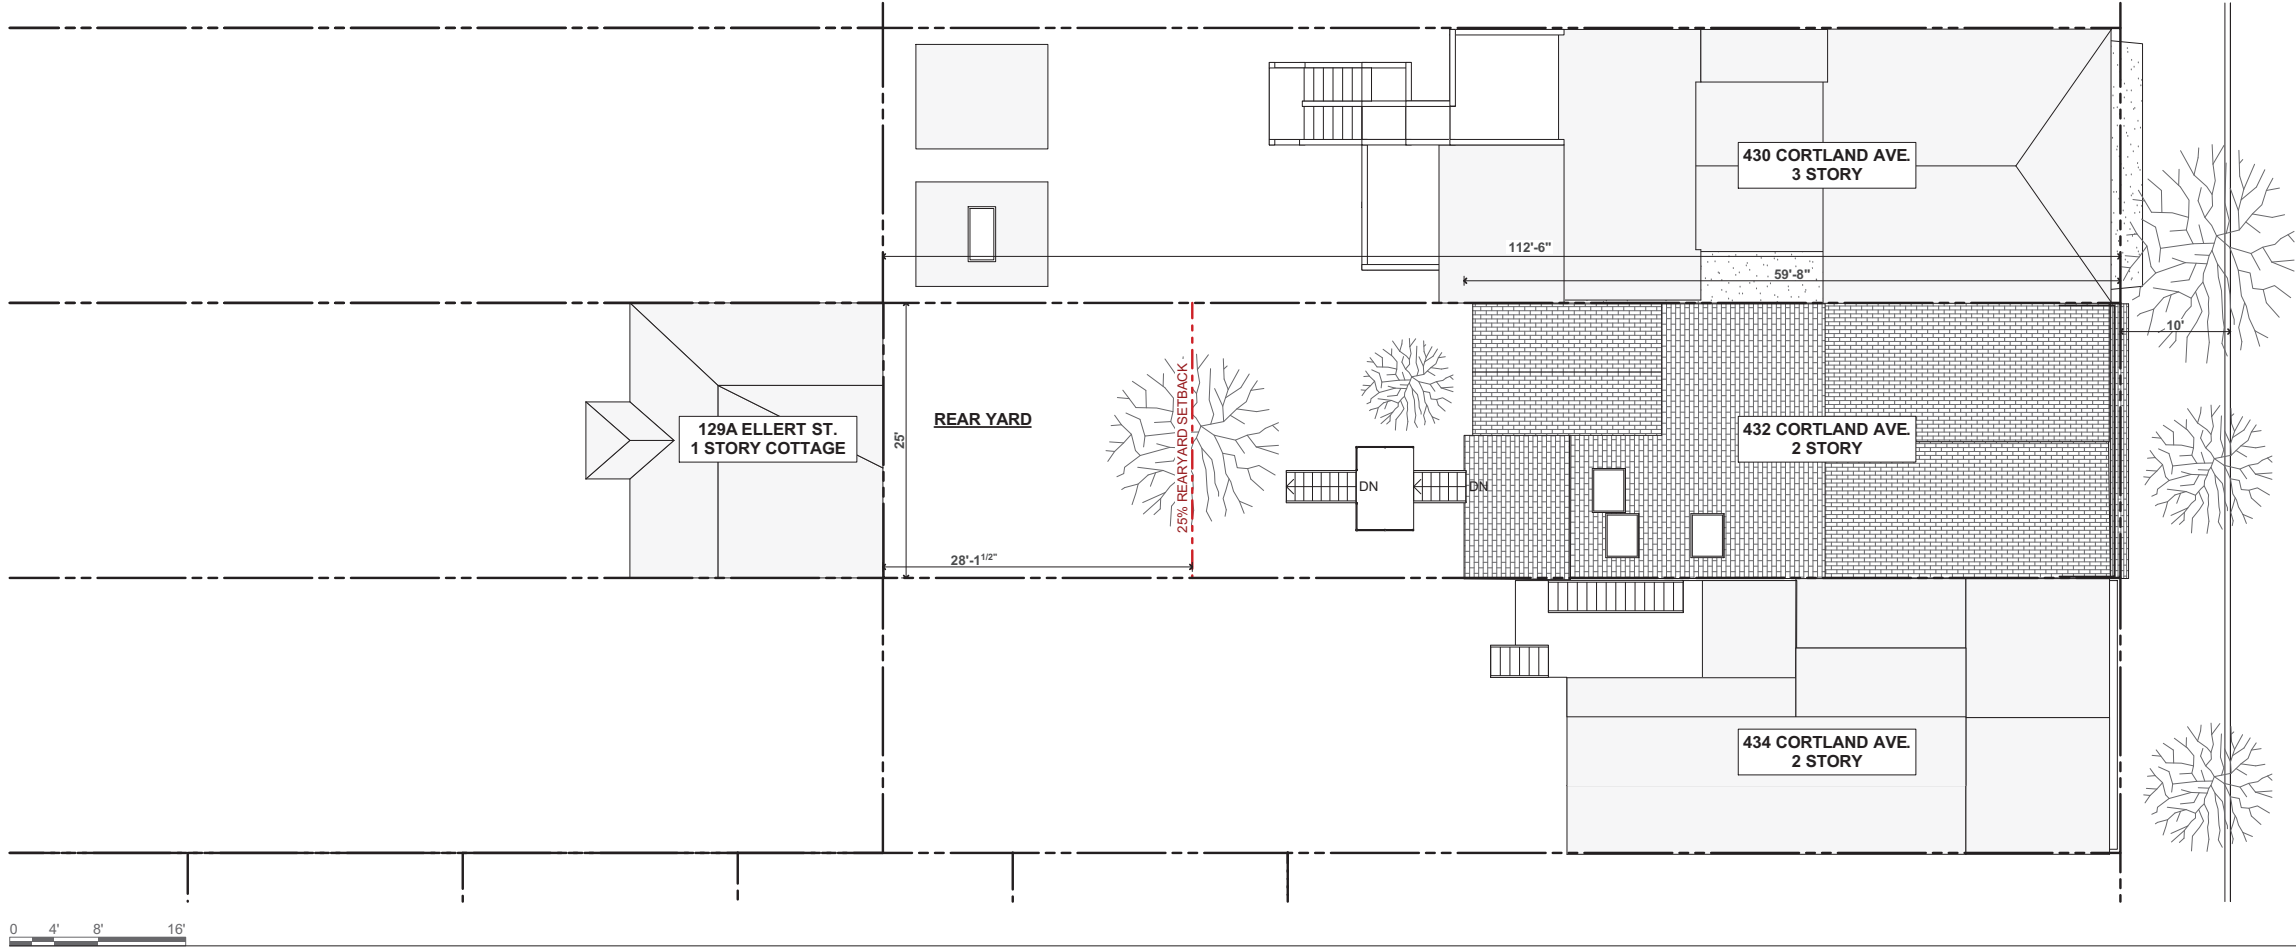 430 CORTLAND AVE.
3 STORY
112'-6"
59'-8"
10'
25% REARYARD SETBACK
REAR YARD
129A ELLERT ST.
1 STORY COTTAGE
25'
432 CORTLAND AVE.
2 STORY
DN
DN
28'-1 1/2"
434 CORTLAND AVE.
2 STORY
0 4' 8' 16'